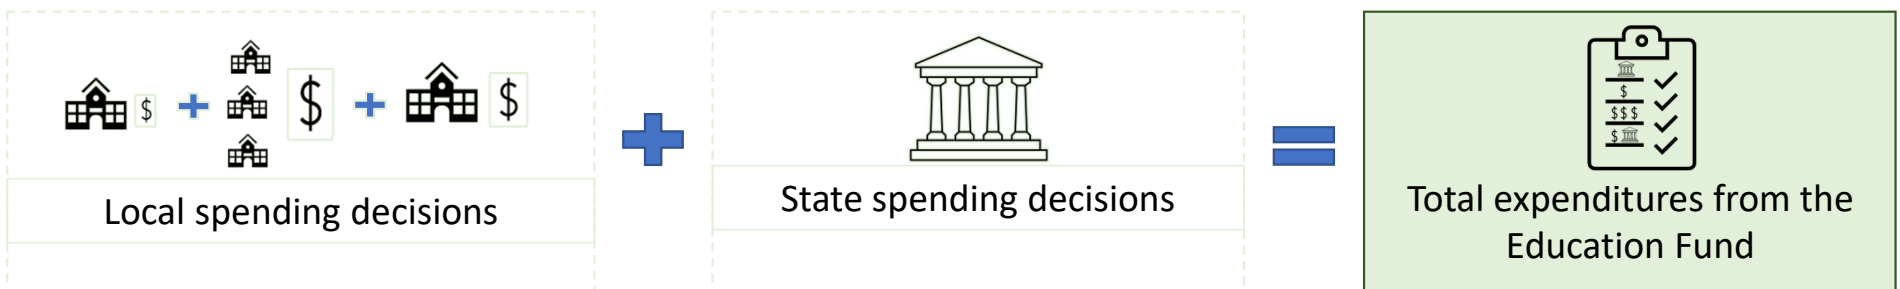 $
$
$
Local spending decisions
State spending decisions
$
$$$
$
Total expenditures from the
Education Fund